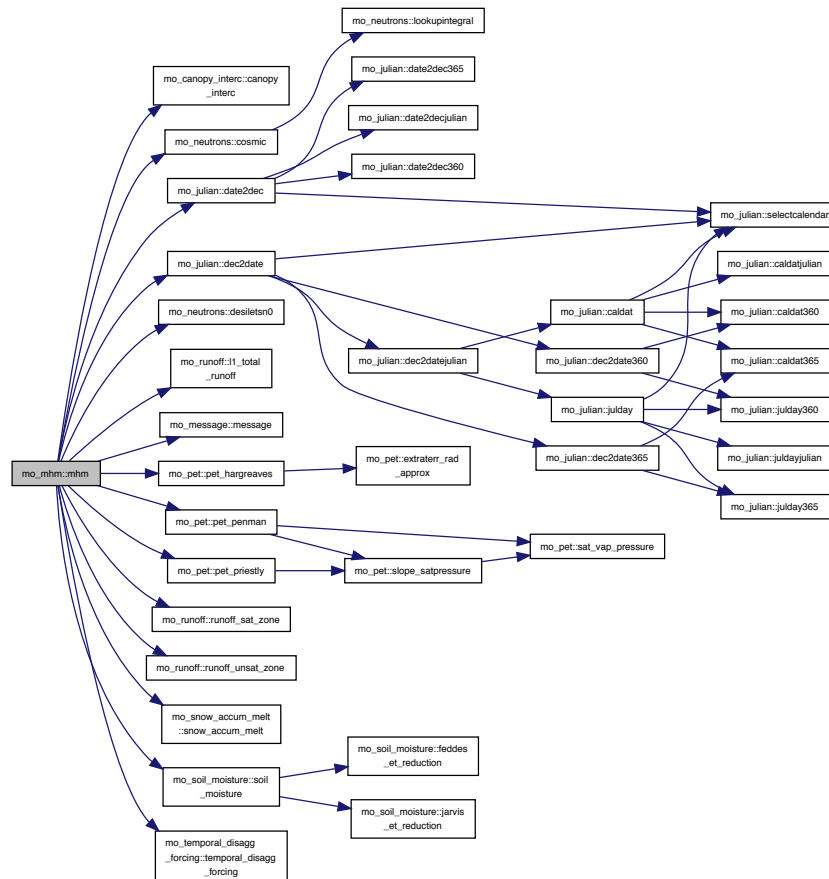 mo_neutrons::lookupintegral
mo_julian::date2dec365
mo_canopy_interc::canopy
_interc
mo_julian::date2decjulian
mo_neutrons::cosmic
mo_julian::date2dec360
mo_julian::date2dec
mo_julian::selectcalendar
mo_julian::dec2date
mo_julian::caldatjulian
mo_neutrons::desiletsn0
mo_julian::caldat
mo_julian::caldat360
mo_runoff::l1_total
_runoff
mo_julian::dec2datejulian
mo_julian::dec2date360
mo_julian::caldat365
mo_julian::julday
mo_julian::julday360
mo_message::message
mo_julian::dec2date365
mo_julian::juldayjulian
mo_mhm::mhm
mo_pet::pet_hargreaves
mo_pet::extraterr_rad
_approx
mo_julian::julday365
mo_pet::pet_penman
mo_pet::sat_vap_pressure
mo_pet::pet_priestly
mo_pet::slope_satpressure
mo_runoff::runoff_sat_zone
mo_runoff::runoff_unsat_zone
mo_snow_accum_melt
::snow_accum_melt
mo_soil_moisture::feddes
_et_reduction
mo_soil_moisture::soil
_moisture
mo_soil_moisture::jarvis
_et_reduction
mo_temporal_disagg
_forcing::temporal_disagg
_forcing